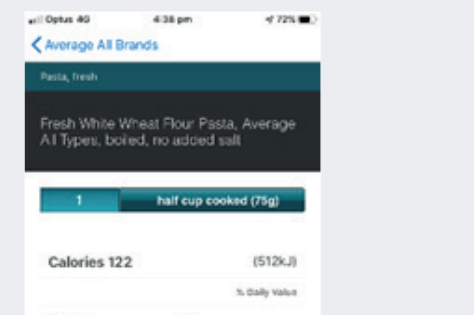 Optus 4G 4:38 pm 72%
Average All Brands
Pasta, fresh
Fresh White Wheat Flour Pasta, Average
All Types, boiled, no added salt
1 half cup cooked (75g)
Calories 122 (512kJ)
% Daily Value